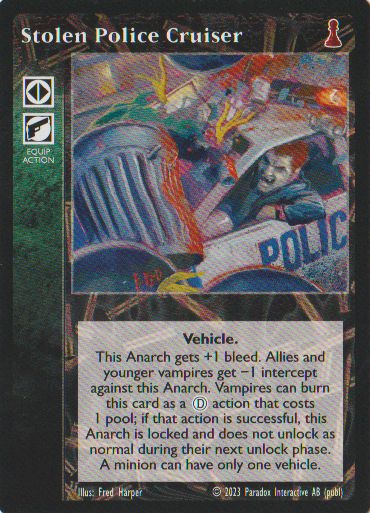 Stolen Police Cruiser
EQUIP
ACTION
POLIC
Vehicle.
This Anarch gets +1 bleed. Allies and
younger vampires get −1 intercept
against this Anarch. Vampires can burn
this card as a Ⓓ action that costs
1 pool; if that action is successful, this
Anarch is locked and does not unlock as
normal during their next unlock phase.
A minion can have only one vehicle.
Illus: Fred Harper © 2023 Paradox Interactive AB (publ)